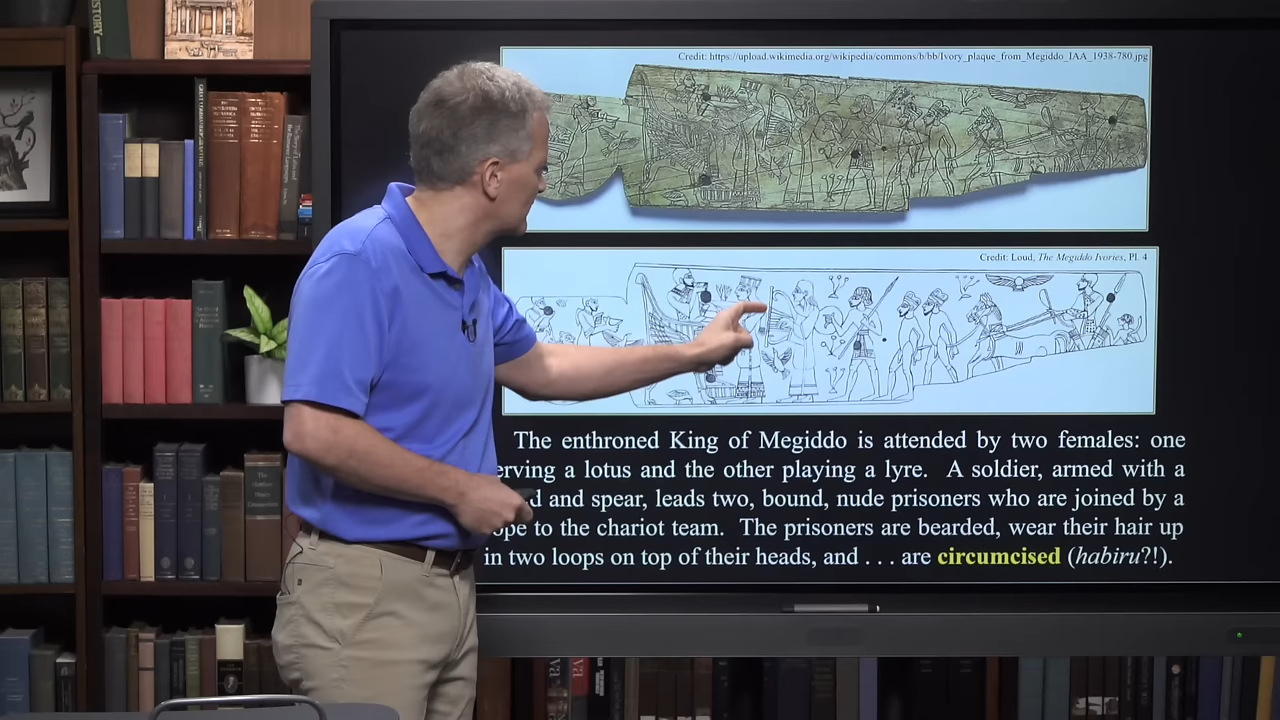 HISTORY
Credit: https://upload.wikimedia.org/wikipedia/commons/b/bb/Ivory_plaque_from_Megiddo_IAA_1938-780.jpg
Credit: Loud, The Megiddo Ivories, Pl. 4
The enthroned King of Megiddo is attended by two females: one
erving a lotus and the other playing a lyre. A soldier, armed with a
d and spear, leads two, bound, nude prisoners who are joined by a
ope to the chariot team. The prisoners are bearded, wear their hair up
in two loops on top of their heads, and . . . are circumcised (habiru?!).